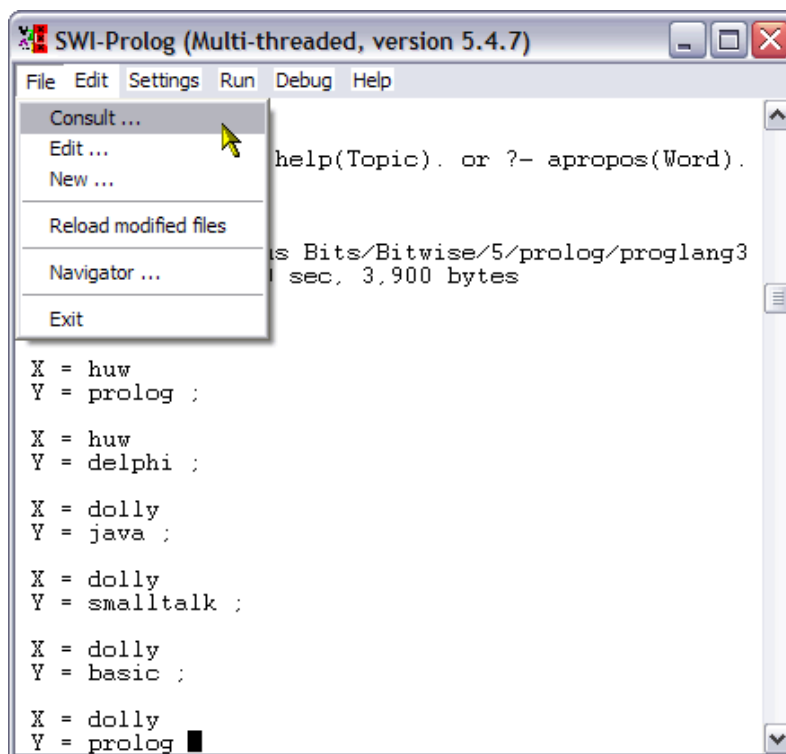 SWI-Prolog (Multi-threaded, version 5.4.7)
File Edit Settings Run Debug Help
Consult ...
Edit ...
New ...
Reload modified files
Navigator ...
Exit
help(Topic). or ?- apropos(Word).
Bits/Bitwise/5/prolog/proglang3
sec, 3,900 bytes
X = huw
Y = prolog ;
X = huw
Y = delphi ;
X = dolly
Y = java ;
X = dolly
Y = smalltalk ;
X = dolly
Y = basic ;
X = dolly
Y = prolog